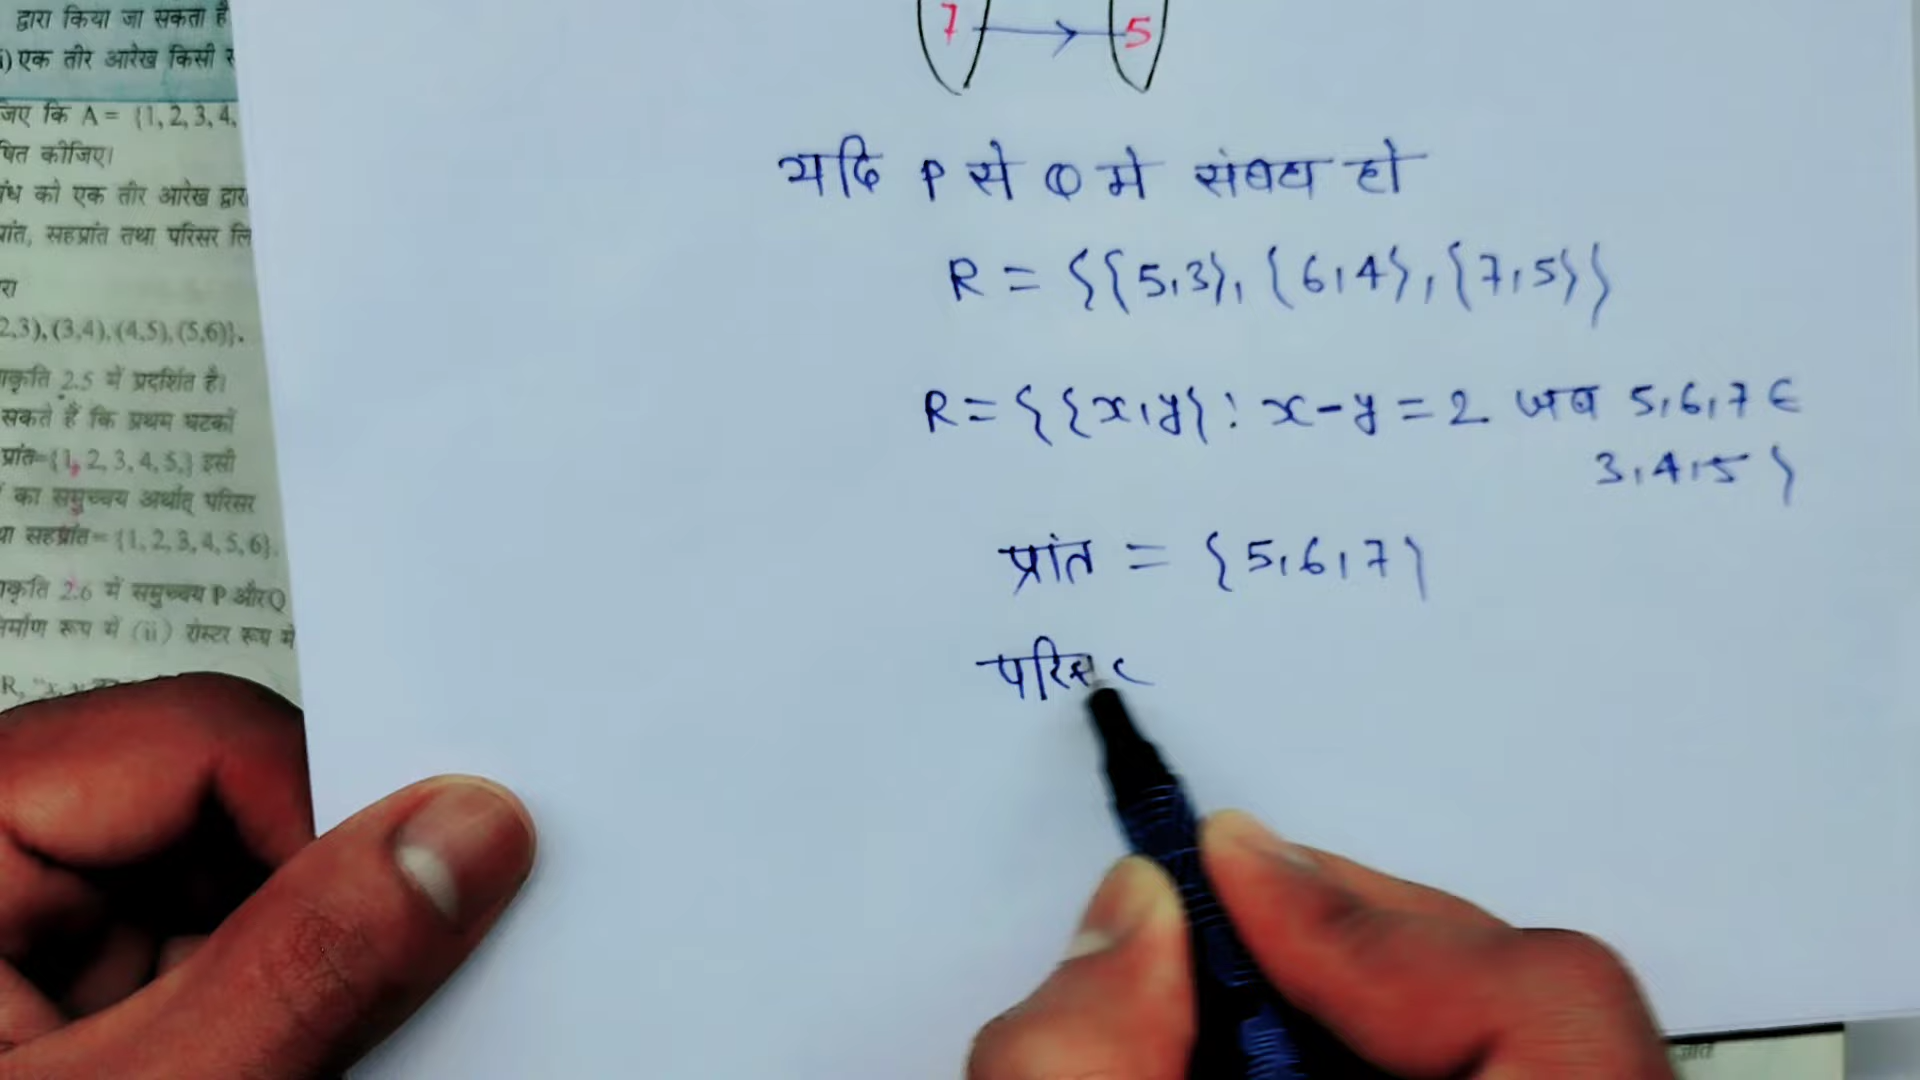 द्वारा किया जा सकता है
i) एक तीर आरेख किसी
जिए कि A = {1, 2, 3, 4,
षित कीजिए।
बंध को एक तीर आरेख द्वारा
प्रांत, सहप्रांत तथा परिसर लि
रा
2,3), (3,4), (4,5), (5,6)}.
ाकृति 2.5 में प्रदर्शित है।
सकते हैं कि प्रथम घटकों
प्रांत={1, 2, 3, 4, 5,} इसी
का समुच्चय अर्थात् परिसर
था सहप्रांत= {1, 2, 3, 4, 5, 6}.
ाकृति 2.6 में समुच्चय P और Q
निर्माण रूप में (ii) रोस्टर रूप में
R, "x,
7 5
यदि P से Q मे संबध हो
R = {{5,3}, {6,4}, {7,5}}
R = {{x,y} : x-y = 2 जब 5,6,7 ∈
3,4,5 }
प्रांत = {5,6,7}
परिसर